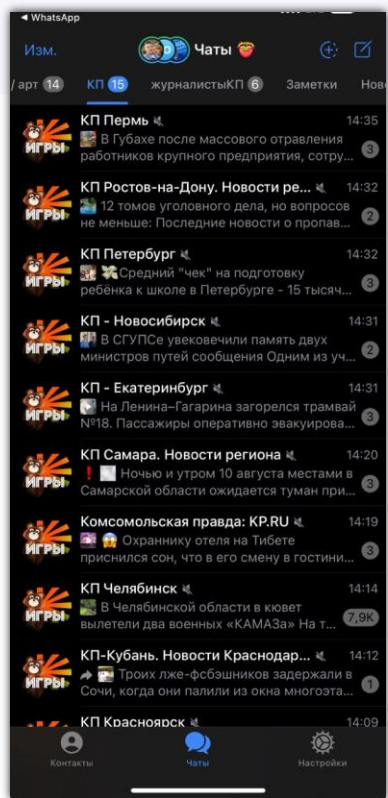 WhatsApp
Изм.
Чаты
/ арт 14 КП 15 журналистыКП 6 Заметки Нов
КП Пермь 14:35
В Губахе после массового отравления
работников крупного предприятия, сотру... 3
ИГРЫ
КП Ростов-на-Дону. Новости ре... 14:32
12 томов уголовного дела, но вопросов
не меньше: Последние новости о пропав... 2
ИГРЫ
КП Петербург 14:32
Средний "чек" на подготовку
ребёнка к школе в Петербурге - 15 тысяч... 3
ИГРЫ
КП - Новосибирск 14:31
В СГУПСе увековечили память двух
министров путей сообщения Одним из уч... 2
ИГРЫ
КП - Екатеринбург 14:31
На Ленина–Гагарина загорелся трамвай
№18. Пассажиры оперативно эвакуирова... 3
ИГРЫ
КП Самара. Новости региона 14:20
Ночью и утром 10 августа местами в
Самарской области ожидается туман при... 3
ИГРЫ
Комсомольская правда: KP.RU 14:19
Охраннику отеля на Тибете
приснился сон, что в его смену в гостини... 3
ИГРЫ
КП Челябинск 14:14
В Челябинской области в кювет
вылетели два военных «КАМАЗа» На т... 7,9K
ИГРЫ
КП-Кубань. Новости Краснодар... 14:12
Троих лже-фсбэшников задержали в
Сочи, когда они палили из окна многоэта... 1
ИГРЫ
КП Красноярск 14:09
Контакты Чаты Настройки